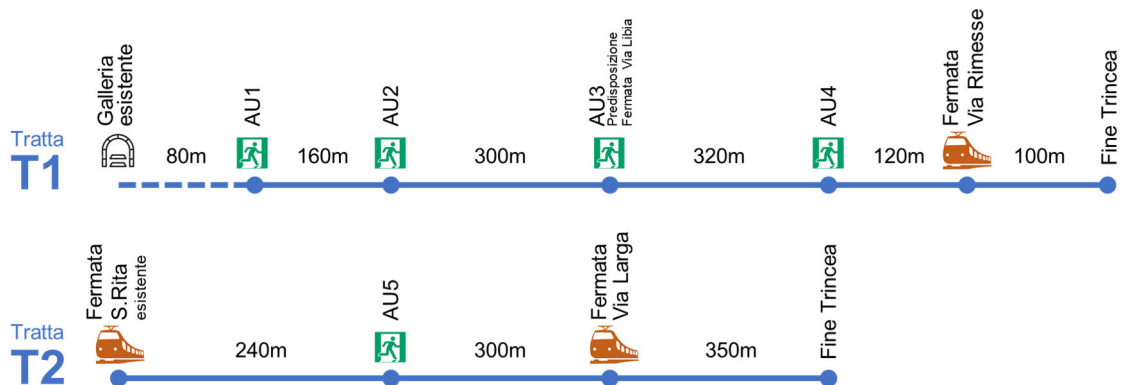 Tratta
T1
Galleria
esistente
80m
AU1
160m
AU2
300m
AU3
Predisposizione
Fermata Via Libia
320m
AU4
120m
Fermata
Via Rimesse
100m
Fine Trincea
Tratta
T2
Fermata
S.Rita
esistente
240m
AU5
300m
Fermata
Via Larga
350m
Fine Trincea